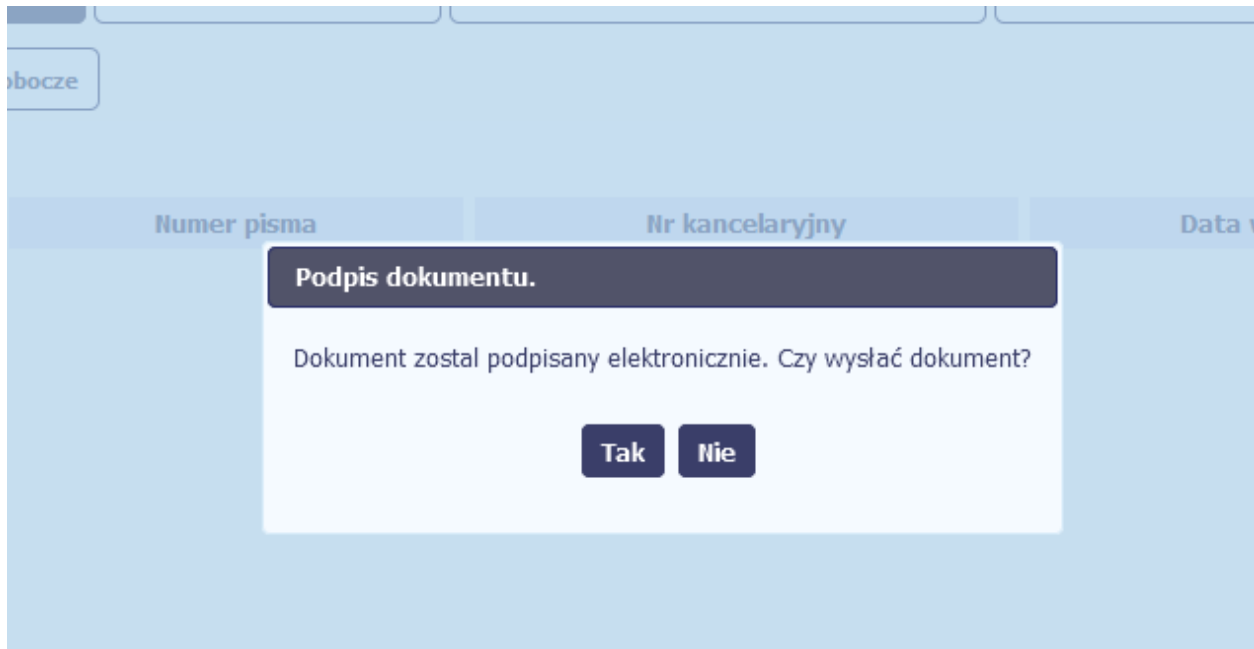 obocze
Numer pisma Nr kancelaryjny Data
Podpis dokumentu.
Dokument zostal podpisany elektronicznie. Czy wysłać dokument?
Tak Nie